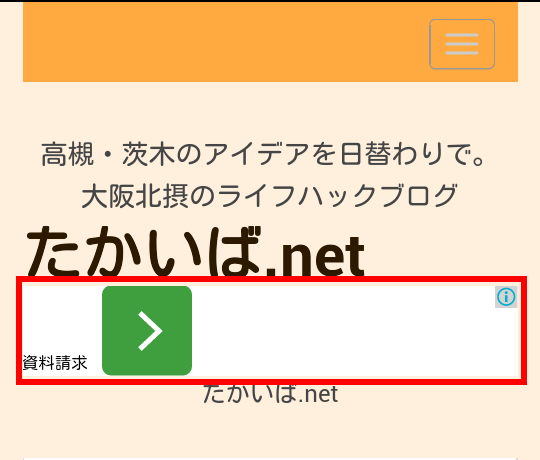 高槻・茨木のアイデアを日替わりで。
大阪北摂のライフハックブログ
たかいば.net
資料請求
たかいば.net